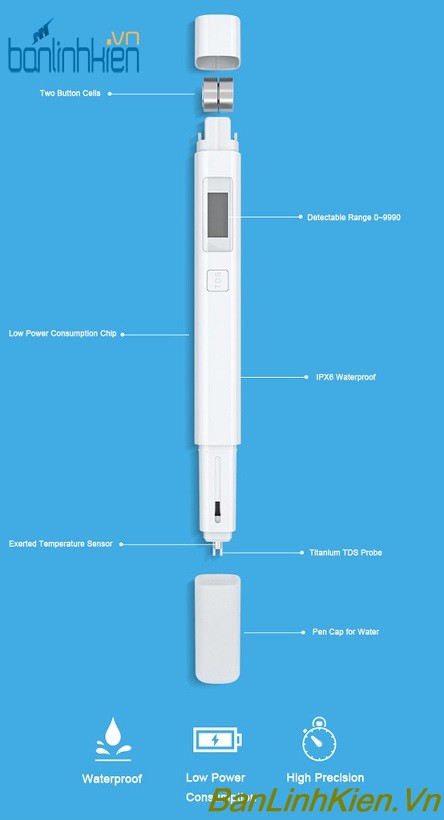 .vn
banlinhkien
Two Button Cells
Detectable Range 0~9990
TDS
Low Power Consumption Chip
IPX6 Waterproof
Exerted Temperature Sensor
Titanium TDS Probe
Pen Cap for Water
Waterproof
Low Power
Consumption
High Precision
BanLinhKien.Vn